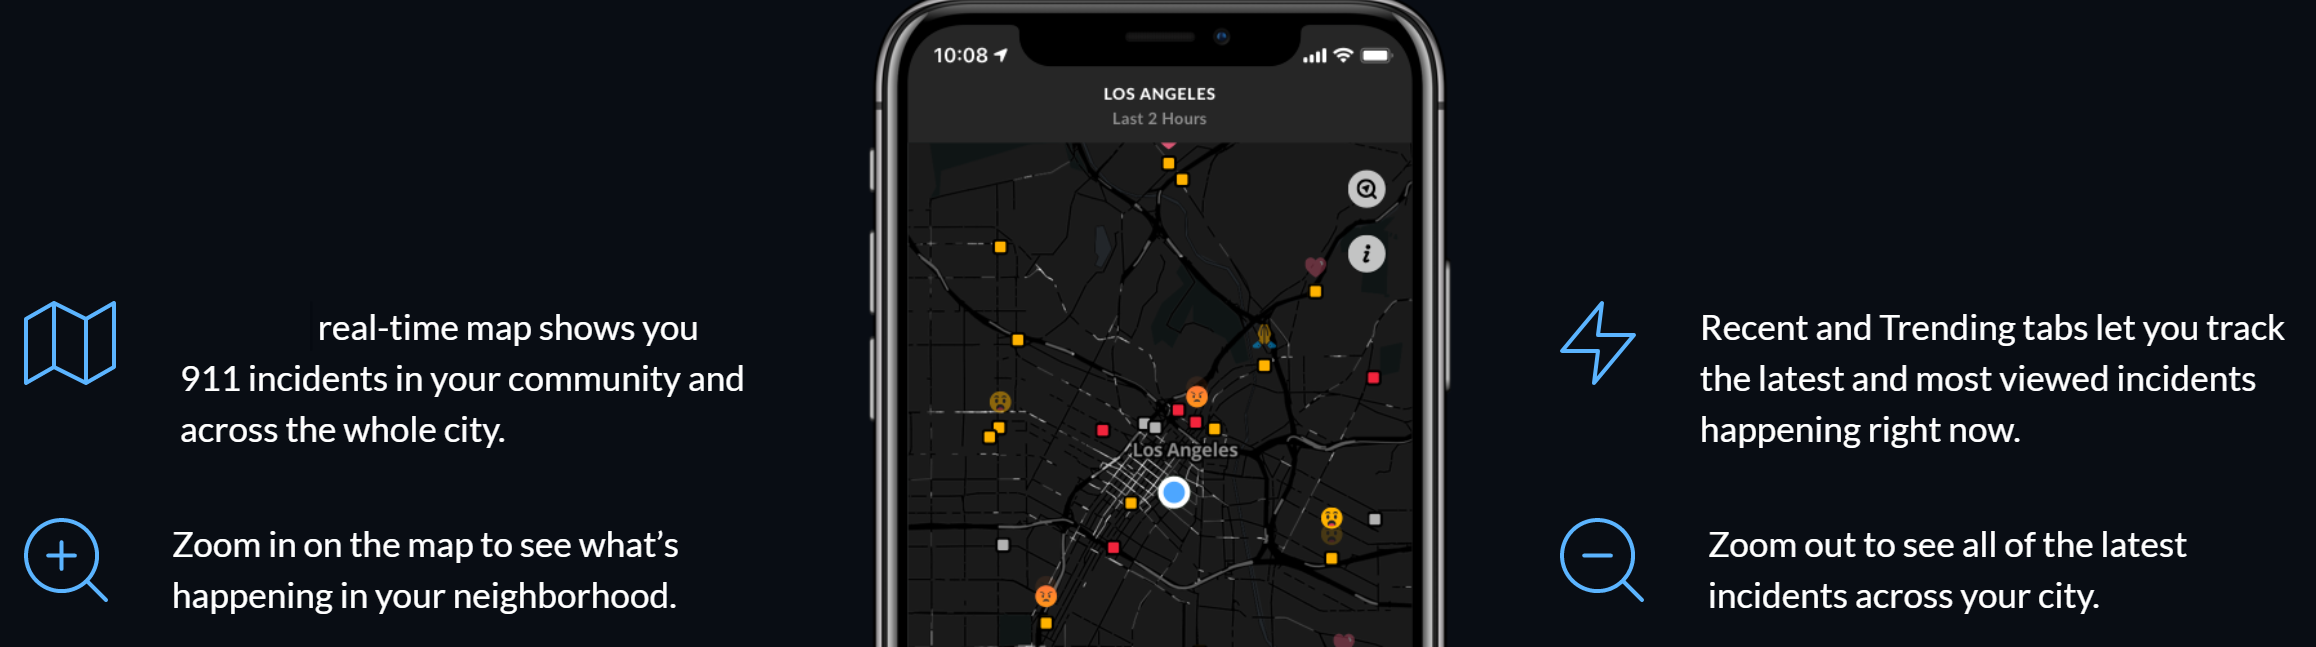 10:08
LOS ANGELES
Last 2 Hours
Los Angeles
real-time map shows you
911 incidents in your community and
across the whole city.
Zoom in on the map to see what's
happening in your neighborhood.
Recent and Trending tabs let you track
the latest and most viewed incidents
happening right now.
Zoom out to see all of the latest
incidents across your city.